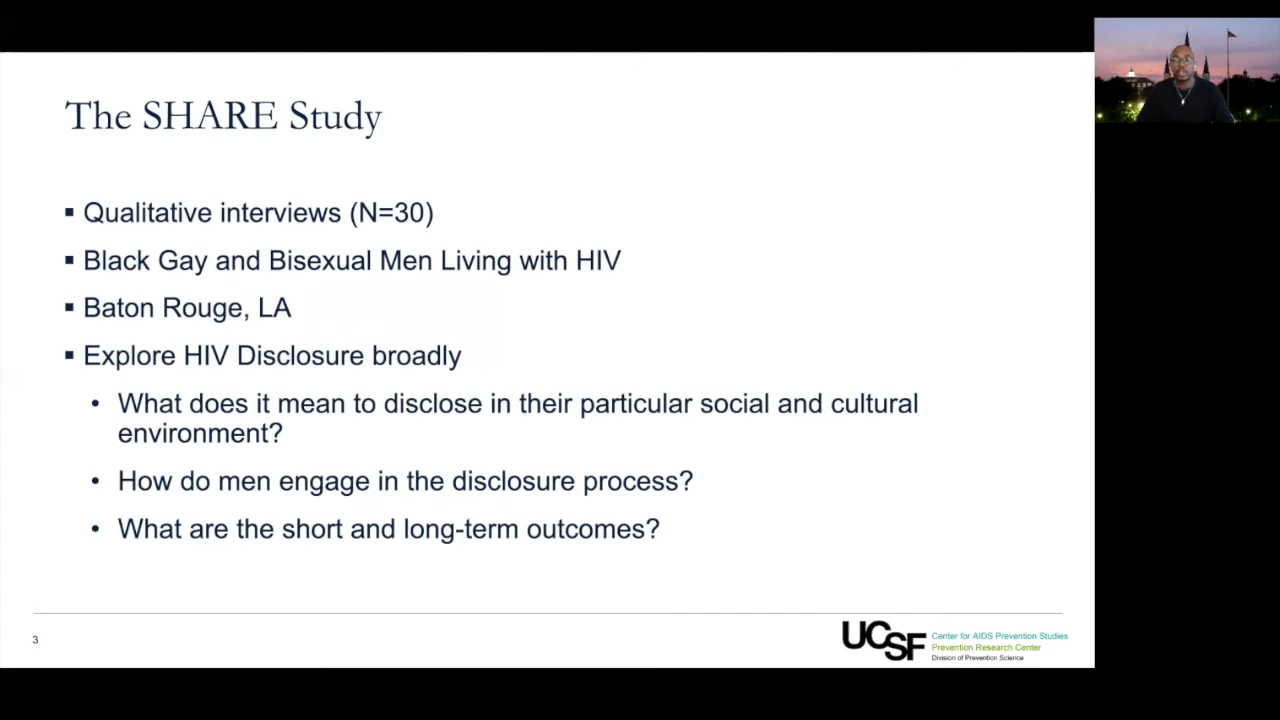 The SHARE Study
▪ Qualitative interviews (N=30)
▪ Black Gay and Bisexual Men Living with HIV
▪ Baton Rouge, LA
▪ Explore HIV Disclosure broadly
• What does it mean to disclose in their particular social and cultural
environment?
• How do men engage in the disclosure process?
• What are the short and long-term outcomes?
3
UCSF
Center for AIDS Prevention Studies
Prevention Research Center
Division of Prevention Science